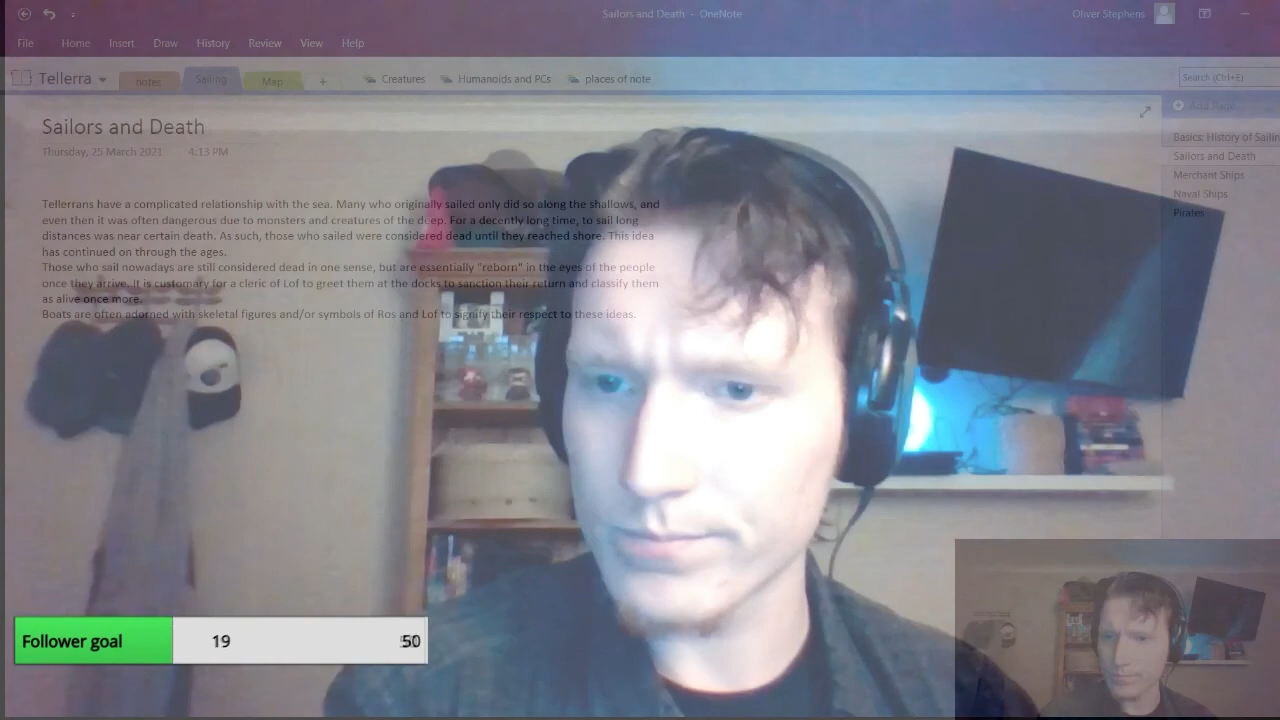 Sailors and Death - OneNote
Oliver Stephens
File Home Insert Draw History Review View Help
Tellerra
notes Sailing Map + Creatures Humanoids and PCs places of note
Search (Ctrl+E)
Add Page
Sailors and Death
Thursday, 25 March 2021 4:13 PM
Tellerrans have a complicated relationship with the sea. Many who originally sailed only did so along the shallows, and
even then it was often dangerous due to monsters and creatures of the deep. For a decently long time, to sail long
distances was near certain death. As such, those who sailed were considered dead until they reached shore. This idea
has continued on through the ages.
Those who sail nowadays are still considered dead in one sense, but are essentially "reborn" in the eyes of the people
once they arrive. It is customary for a cleric of Lof to greet them at the docks to sanction their return and classify them
as alive once more.
Boats are often adorned with skeletal figures and/or symbols of Ros and Lof to signify their respect to these ideas.
Basics: History of Sailin
Sailors and Death
Merchant Ships
Naval Ships
Pirates
Follower goal 19 50